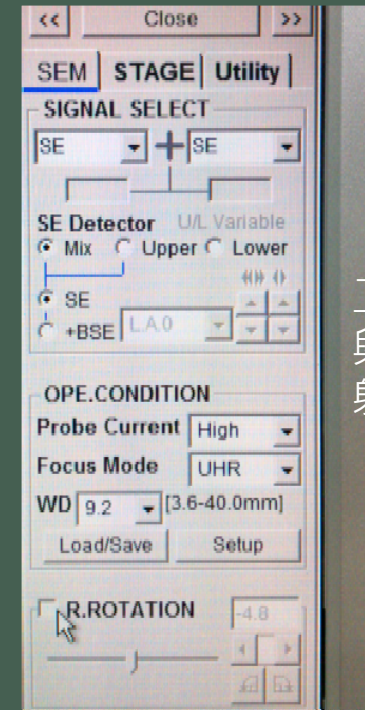 << Close >>
SEM STAGE Utility
SIGNAL SELECT
SE + SE
SE Detector U/L Variable
Mix Upper Lower
SE
+BSE L.A.0
OPE.CONDITION
Probe Current High
Focus Mode UHR
WD 9.2 [3.6-40.0mm]
Load/Save Setup
R.ROTATION -4.8